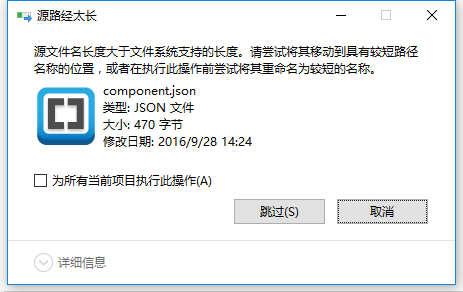 源路经太长
源文件名长度大于文件系统支持的长度。请尝试将其移动到具有较短路径
名称的位置，或者在执行此操作前尝试将其重命名为较短的名称。
component.json
类型: JSON 文件
大小: 470 字节
修改日期: 2016/9/28 14:24
为所有当前项目执行此操作(A)
跳过(S)
取消
详细信息